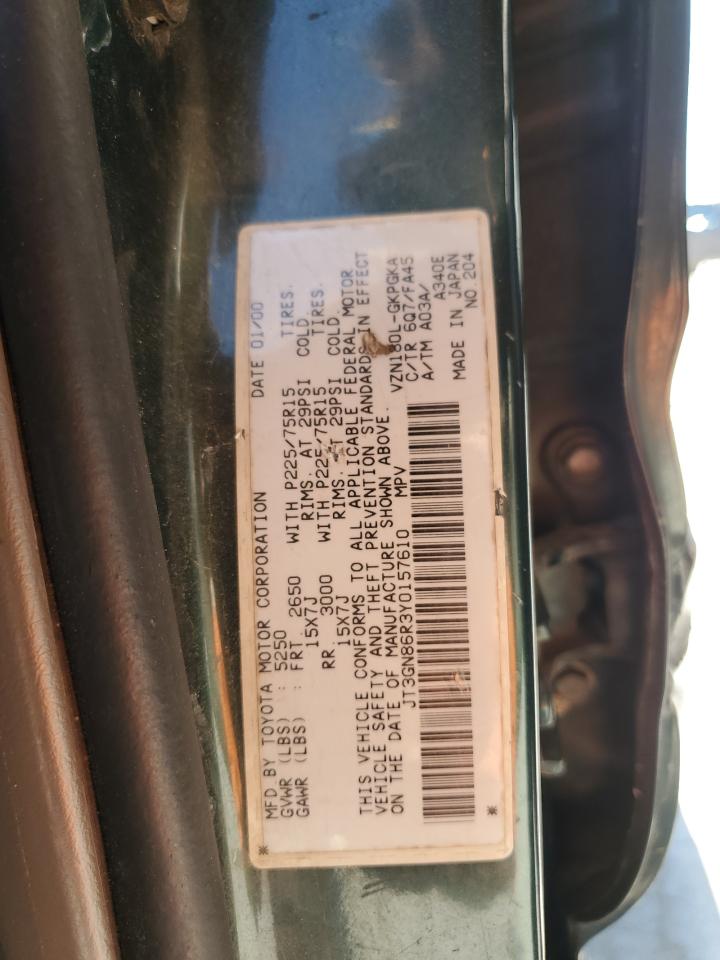 MFD. BY TOYOTA MOTOR CORPORATION DATE 01/00
GVWR (LBS) : 5250
GAWR (LBS) : FRT 2650 WITH P225/75R15 TIRES.
15X7J RIMS. AT 29PSI COLD.
RR. 3000 WITH P225/75R15 TIRES.
15X7J RIMS. AT 29PSI COLD.
THIS VEHICLE CONFORMS TO ALL APPLICABLE FEDERAL MOTOR
VEHICLE SAFETY AND THEFT PREVENTION STANDARDS IN EFFECT
ON THE DATE OF MANUFACTURE SHOWN ABOVE.
JT3GN86R3Y0157610 MPV VZN180L-GKPGKA
C/TR 6Q7/FA45
A/TM A03A/
A340E
MADE IN JAPAN
NO.204